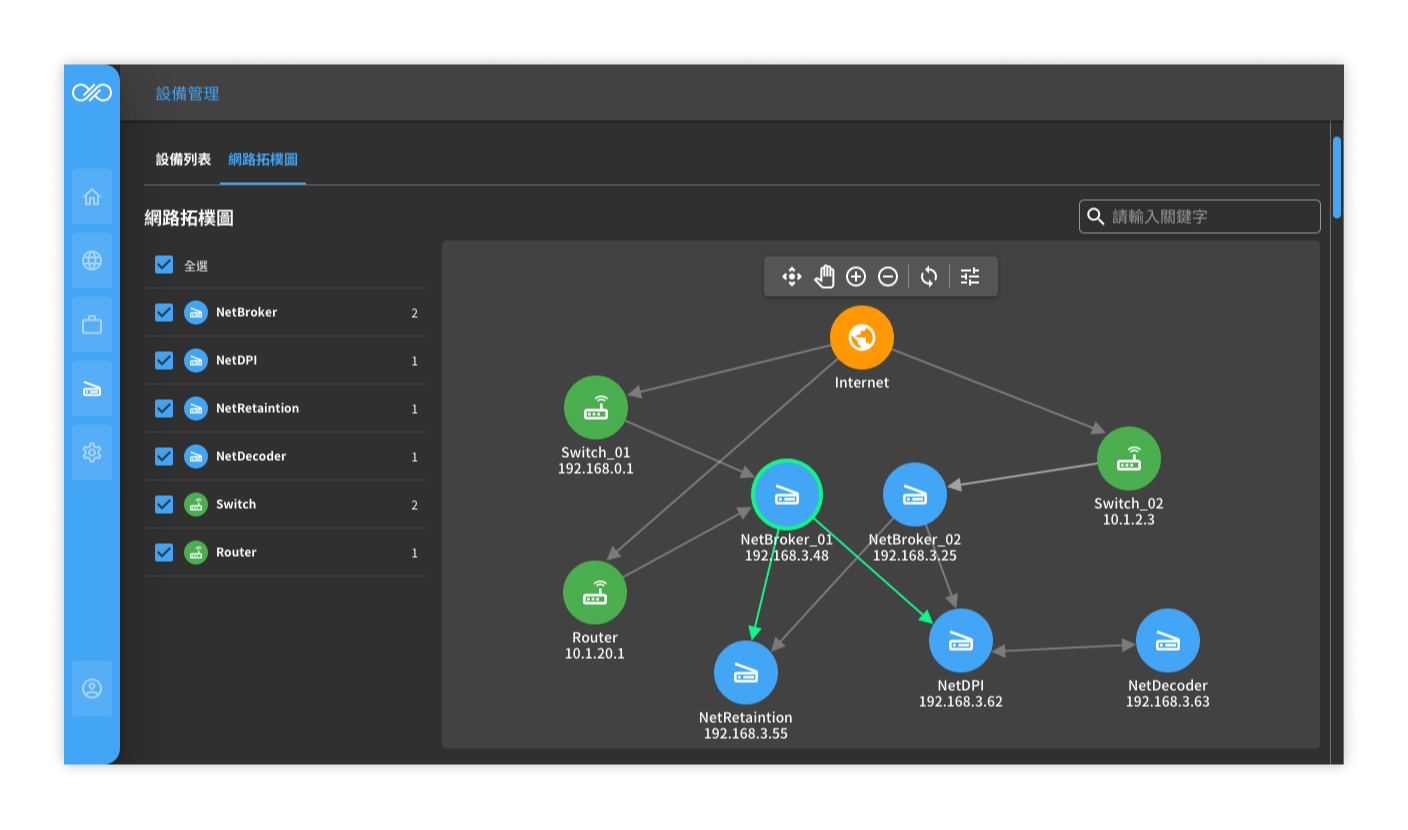 設備管理
設備列表
網路拓樸圖
網路拓樸圖
請輸入關鍵字
全選
NetBroker 2
NetDPI 1
NetRetaintion 1
NetDecoder 1
Switch 2
Router 1
Internet
Switch_01
192.168.0.1
Switch_02
10.1.2.3
NetBroker_01
192.168.3.48
NetBroker_02
192.168.3.25
Router
10.1.20.1
NetRetaintion
192.168.3.55
NetDPI
192.168.3.62
NetDecoder
192.168.3.63